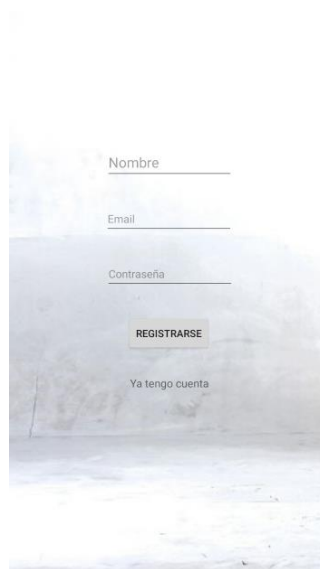 Nombre
Email
Contraseña
REGISTRARSE
Ya tengo cuenta